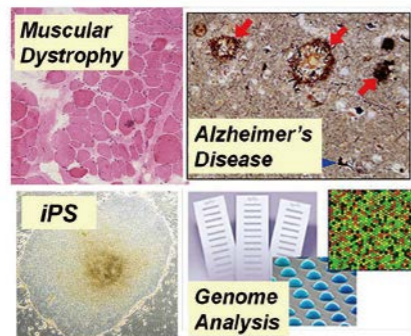 Muscular
Dystrophy
Alzheimer's
Disease
iPS
Genome
Analysis